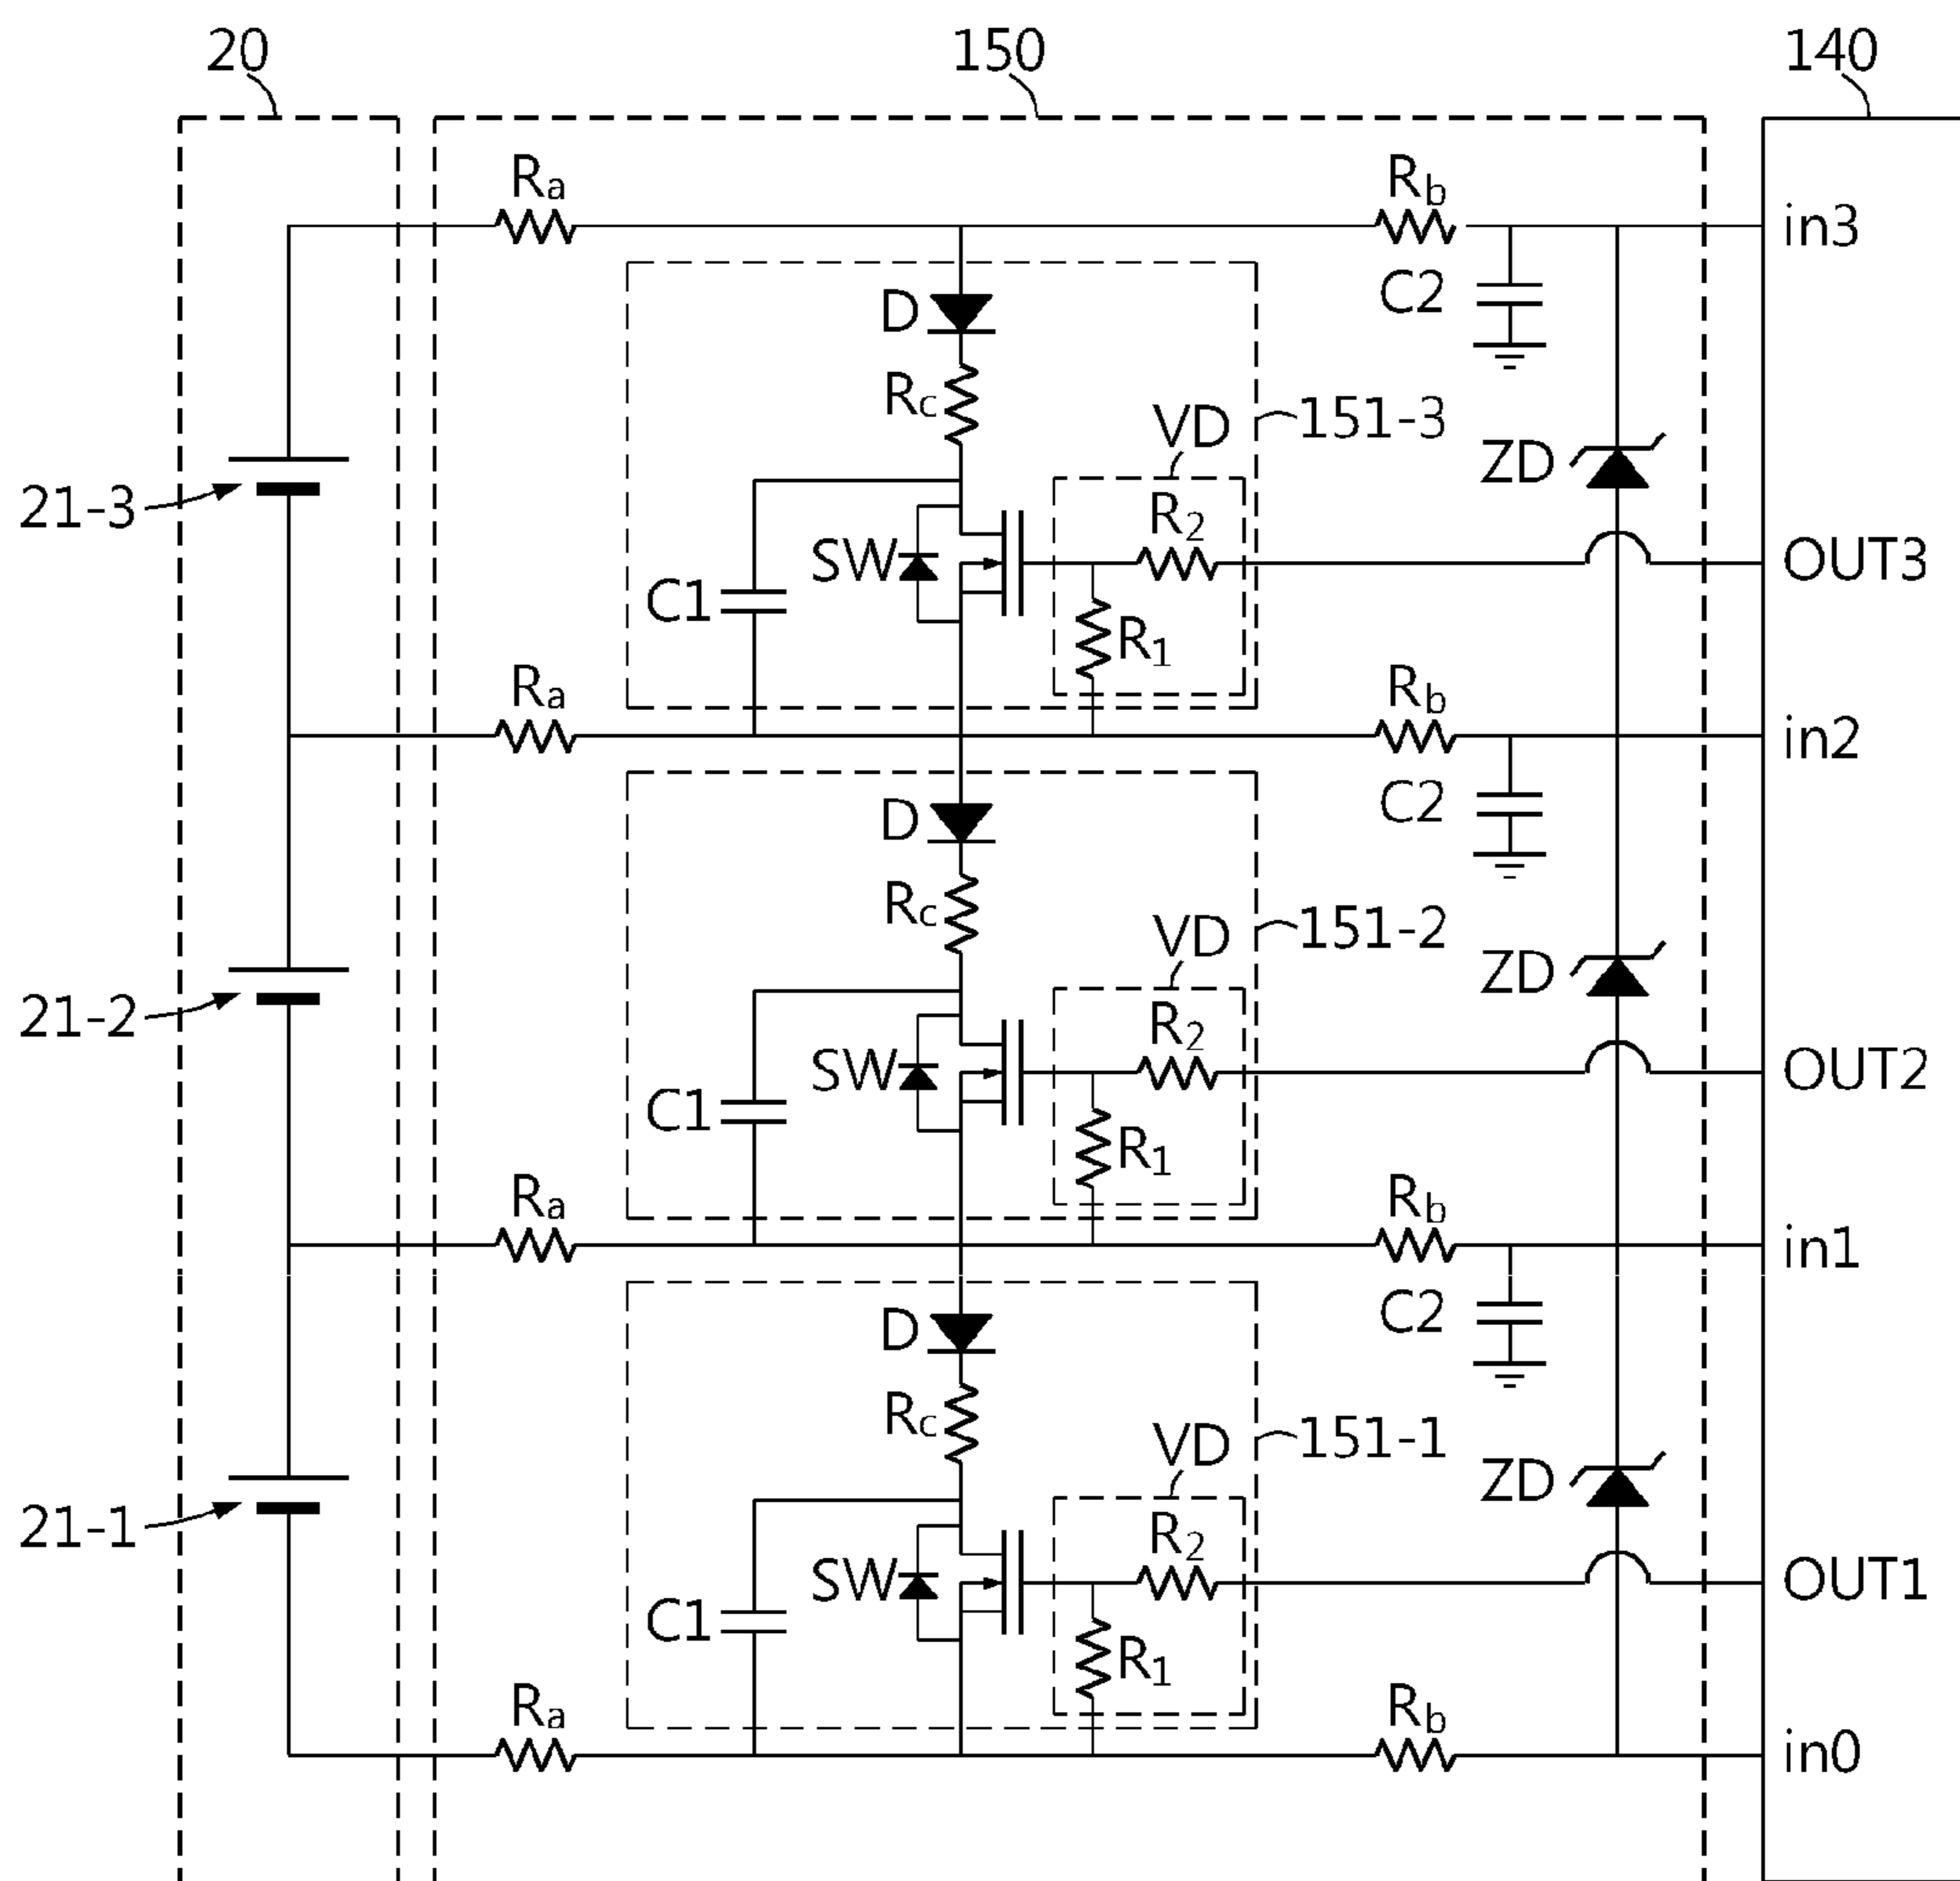 20 150 140
Ra Rb in3
D C2
Rc
VD 151-3
ZD
21-3 R2
SW OUT3
C1 R1
Ra Rb in2
D C2
Rc
VD 151-2
ZD
21-2 R2
SW OUT2
C1 R1
Ra Rb in1
D C2
Rc
VD 151-1
ZD
21-1 R2
SW OUT1
C1 R1
Ra Rb in0